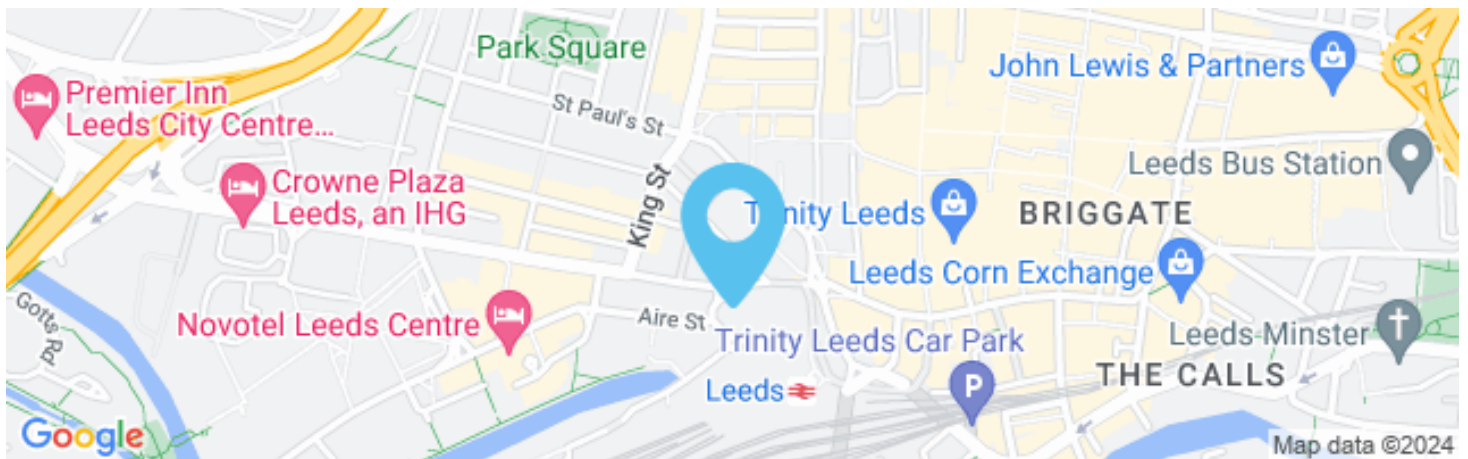 Park Square
John Lewis & Partners
Premier Inn
Leeds City Centre...
St Paul's St
Leeds Bus Station
Crowne Plaza
Leeds, an IHG
King St
Trinity Leeds
BRIGGATE
Leeds Corn Exchange
Gotts Rd
Novotel Leeds Centre
Aire St
Trinity Leeds Car Park
Leeds Minster
THE CALLS
Leeds
P
Google
Map data ©2024